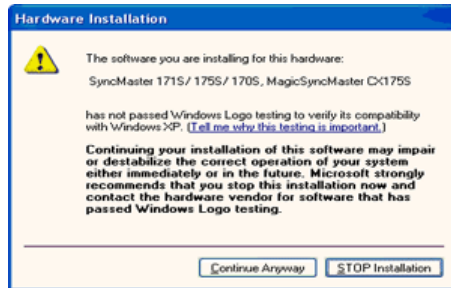 Hardware Installation
The software you are installing for this hardware:
SyncMaster 171S/ 175S/ 170S, MagicSyncMaster CX175S
has not passed Windows Logo testing to verify its compatibility
with Windows XP. (Tell me why this testing is important.)
Continuing your installation of this software may impair
or destabilize the correct operation of your system
either immediately or in the future. Microsoft strongly
recommends that you stop this installation now and
contact the hardware vendor for software that has
passed Windows Logo testing.
Continue Anyway STOP Installation